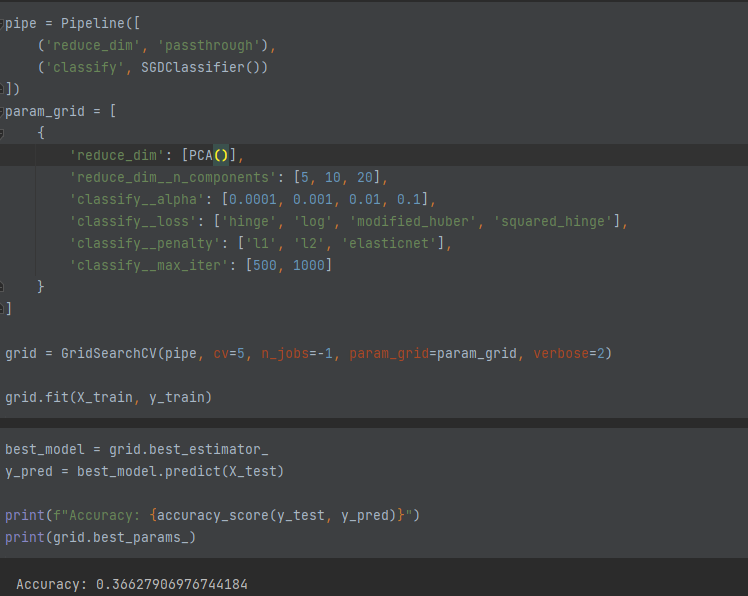 pipe = Pipeline([
    ('reduce_dim', 'passthrough'),
    ('classify', SGDClassifier())
])
param_grid = [
    {
        'reduce_dim': [PCA()],
        'reduce_dim__n_components': [5, 10, 20],
        'classify__alpha': [0.0001, 0.001, 0.01, 0.1],
        'classify__loss': ['hinge', 'log', 'modified_huber', 'squared_hinge'],
        'classify__penalty': ['l1', 'l2', 'elasticnet'],
        'classify__max_iter': [500, 1000]
    }
]
grid = GridSearchCV(pipe, cv=5, n_jobs=-1, param_grid=param_grid, verbose=2)
grid.fit(X_train, y_train)
best_model = grid.best_estimator_
y_pred = best_model.predict(X_test)
print(f"Accuracy: {accuracy_score(y_test, y_pred)}")
print(grid.best_params_)
Accuracy: 0.36627906976744184